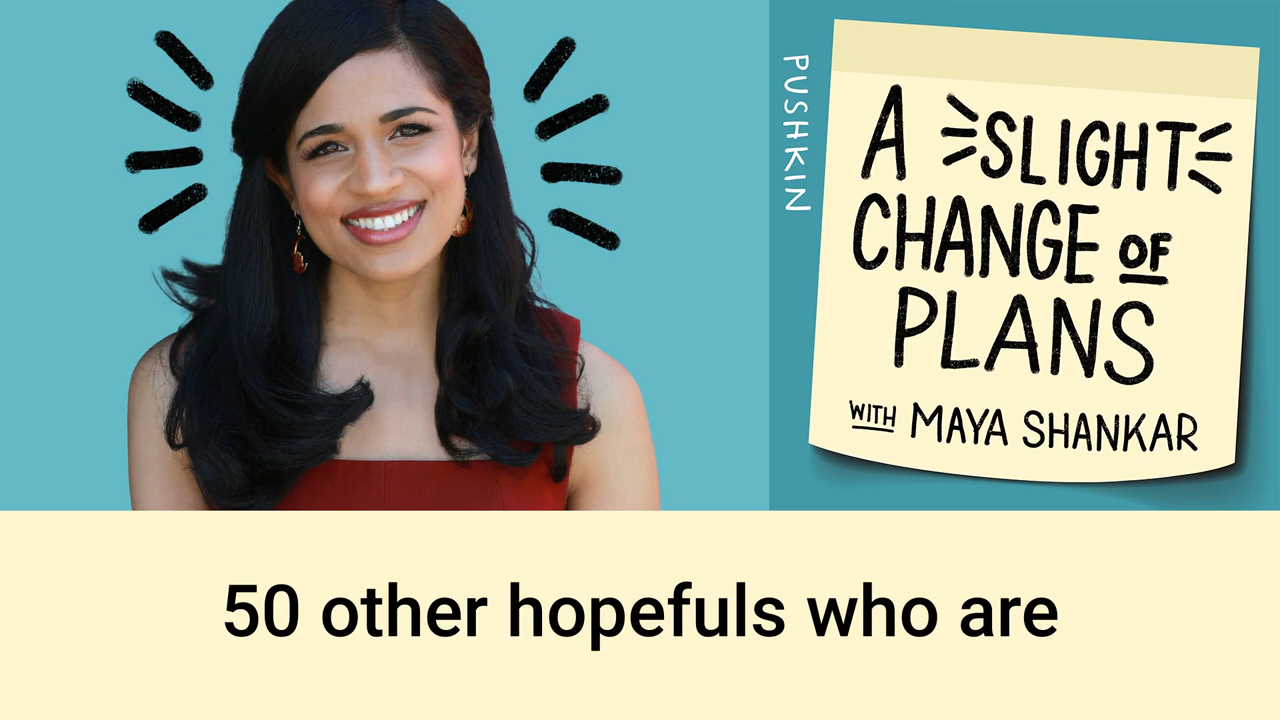 PUSHKIN
A SLIGHT
CHANGE OF
PLANS
WITH MAYA SHANKAR
50 other hopefuls who are